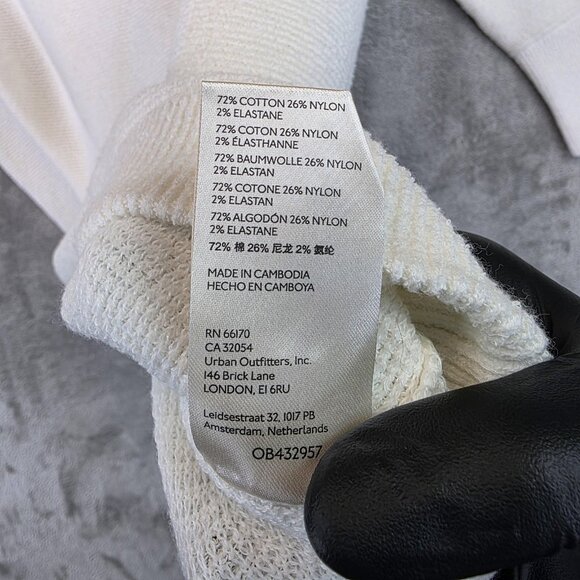 72% COTTON 26% NYLON
2% ELASTANE
72% COTON 26% NYLON
2% ÉLASTHANNE
72% BAUMWOLLE 26% NYLON
2% ELASTAN
72% COTONE 26% NYLON
2% ELASTAN
72% ALGODÓN 26% NYLON
2% ELASTANE
72% 棉 26% 尼龙 2% 氨纶
MADE IN CAMBODIA
HECHO EN CAMBOYA
RN 66170
CA 32054
Urban Outfitters, Inc.
146 Brick Lane
LONDON, E1 6RU
Leidsestraat 32, 1017 PB
Amsterdam, Netherlands
OB432957